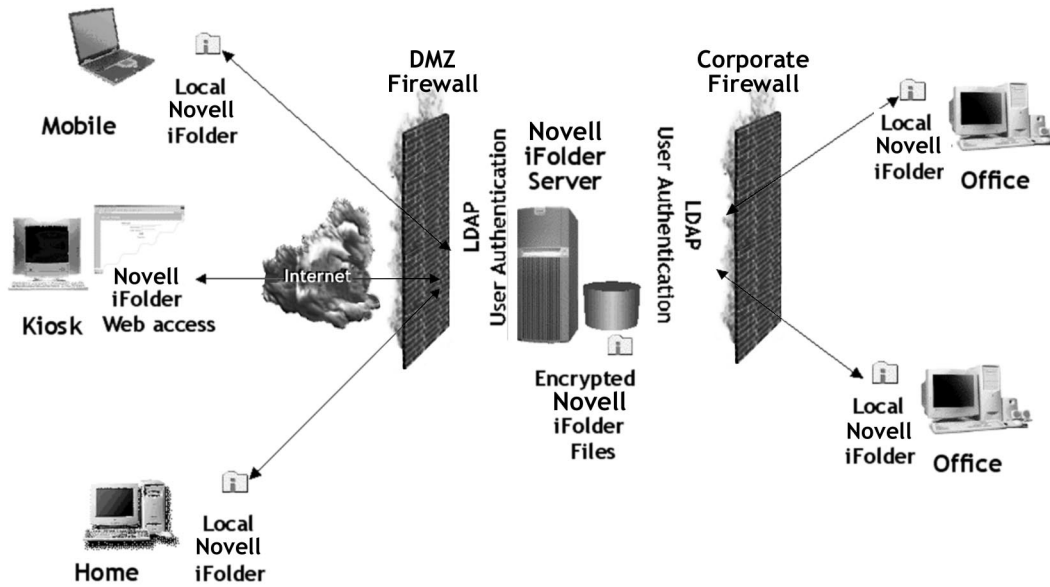 Mobile
Local
Novell
iFolder
DMZ
Firewall
Corporate
Firewall
Local
Novell
iFolder
Office
Kiosk
Novell
iFolder
Web access
Internet
LDAP
User Authentication
Novell
iFolder
Server
User Authentication
LDAP
Encrypted
Novell
iFolder
Files
Local
Novell
iFolder
Office
Home
Local
Novell
iFolder